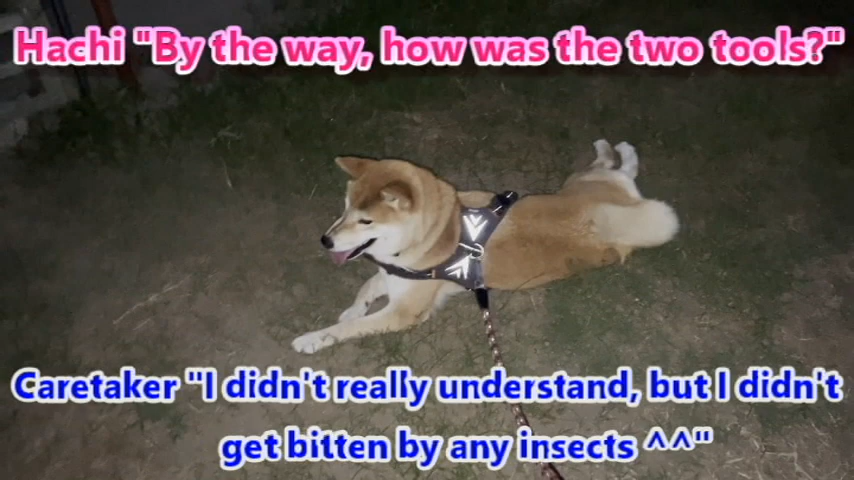 Hachi "By the way, how was the two tools?"
Caretaker "I didn't really understand, but I didn't
get bitten by any insects ^^"